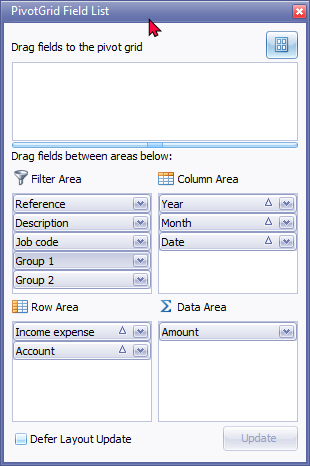 PivotGrid Field List
Drag fields to the pivot grid
Drag fields between areas below:
Filter Area
Column Area
Reference
Description
Job code
Group 1
Group 2
Year
Month
Date
Row Area
Data Area
Income expense
Account
Amount
Defer Layout Update
Update